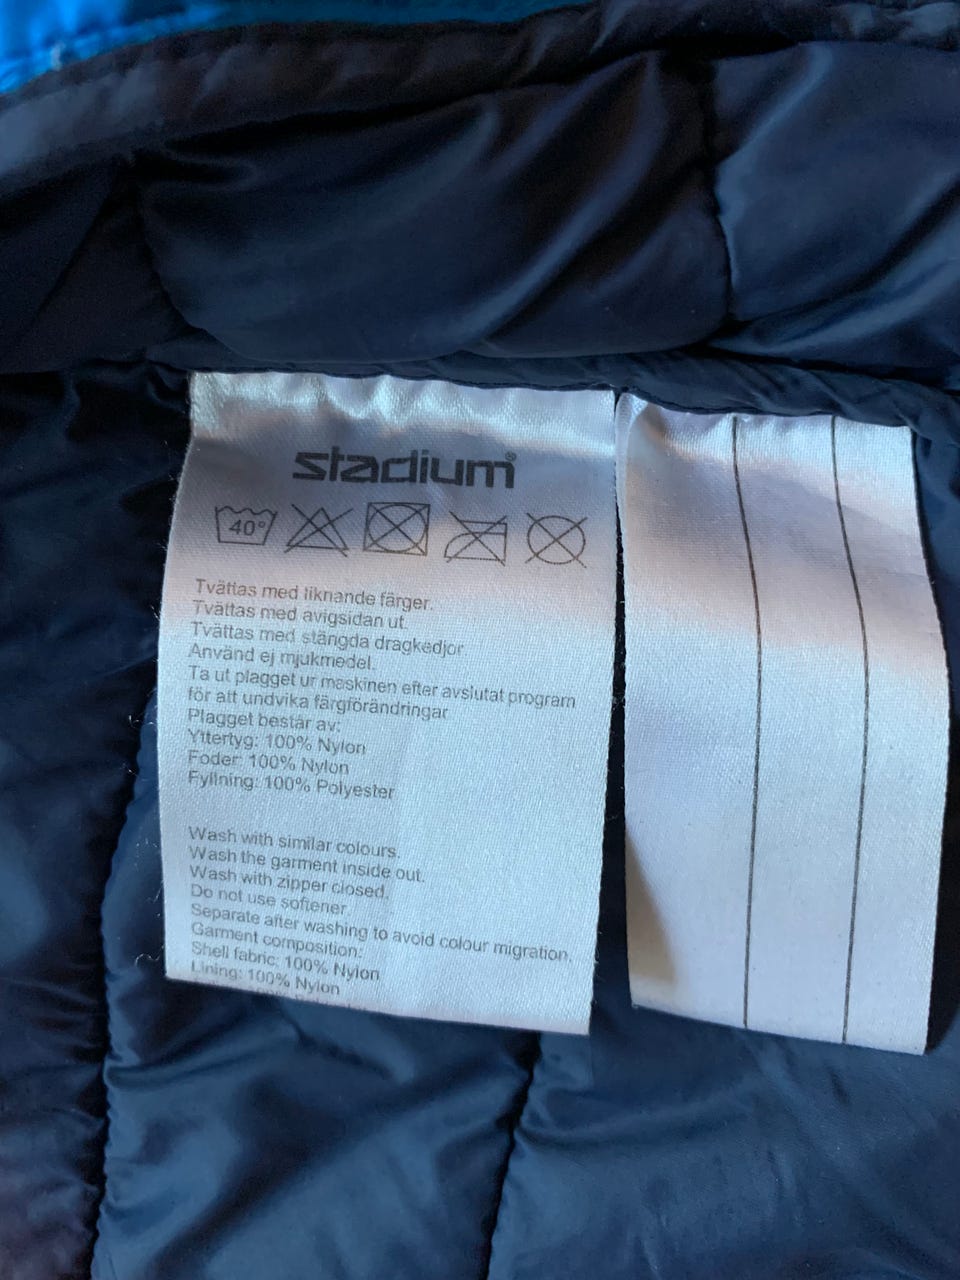 stadium®
40°
Tvättas med liknande färger.
Tvättas med avigsidan ut.
Tvättas med stängda dragkedjor
Använd ej mjukmedel.
Ta ut plagget ur maskinen efter avslutat program
för att undvika färgförändringar
Plagget består av:
Yttertyg: 100% Nylon
Foder: 100% Nylon
Fyllning: 100% Polyester
Wash with similar colours.
Wash the garment inside out.
Wash with zipper closed.
Do not use softener.
Separate after washing to avoid colour migration.
Garment composition:
Shell fabric: 100% Nylon
Lining: 100% Nylon